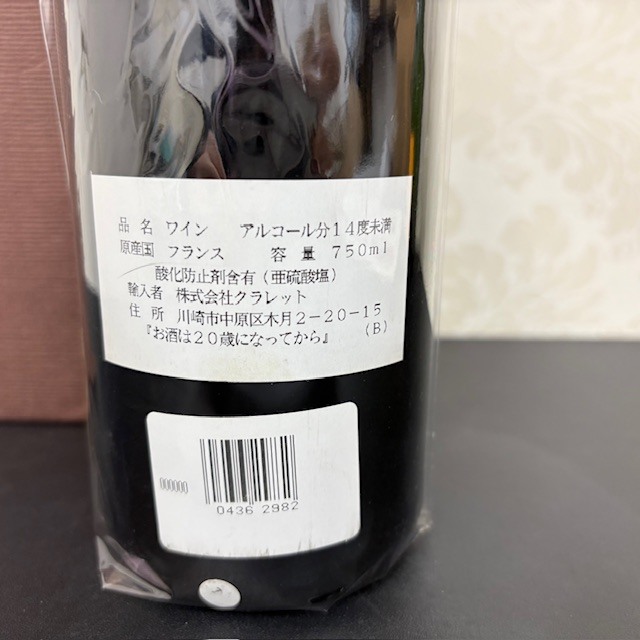 品 名 ワイン アルコール分14度未満
原産国 フランス 容 量 750ml
酸化防止剤含有(亜硫酸塩)
輸入者 株式会社クラレット
住 所 川崎市中原区木月2-20-15
『お酒は20歳になってから』 (B)
000000
0436 2982